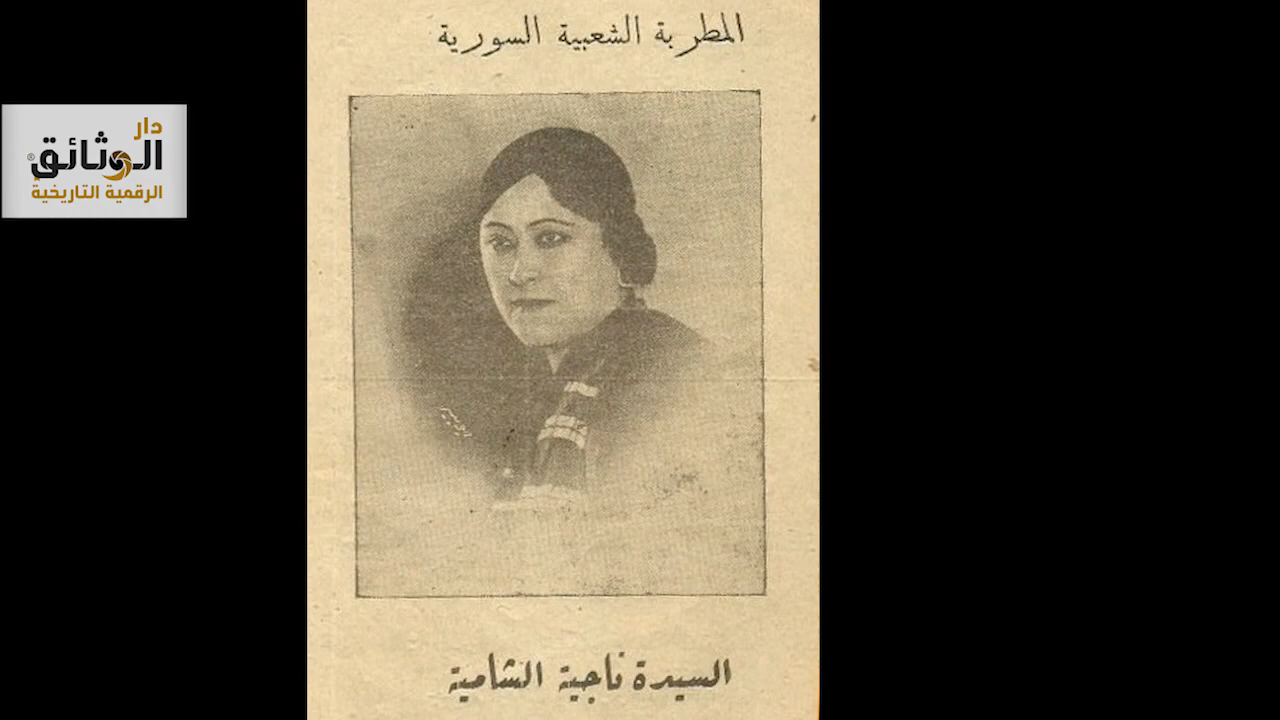 المطربة الشعبية السورية
دار
الوثائق®
الرقمية التاريخية
السيدة ناجية الشامية